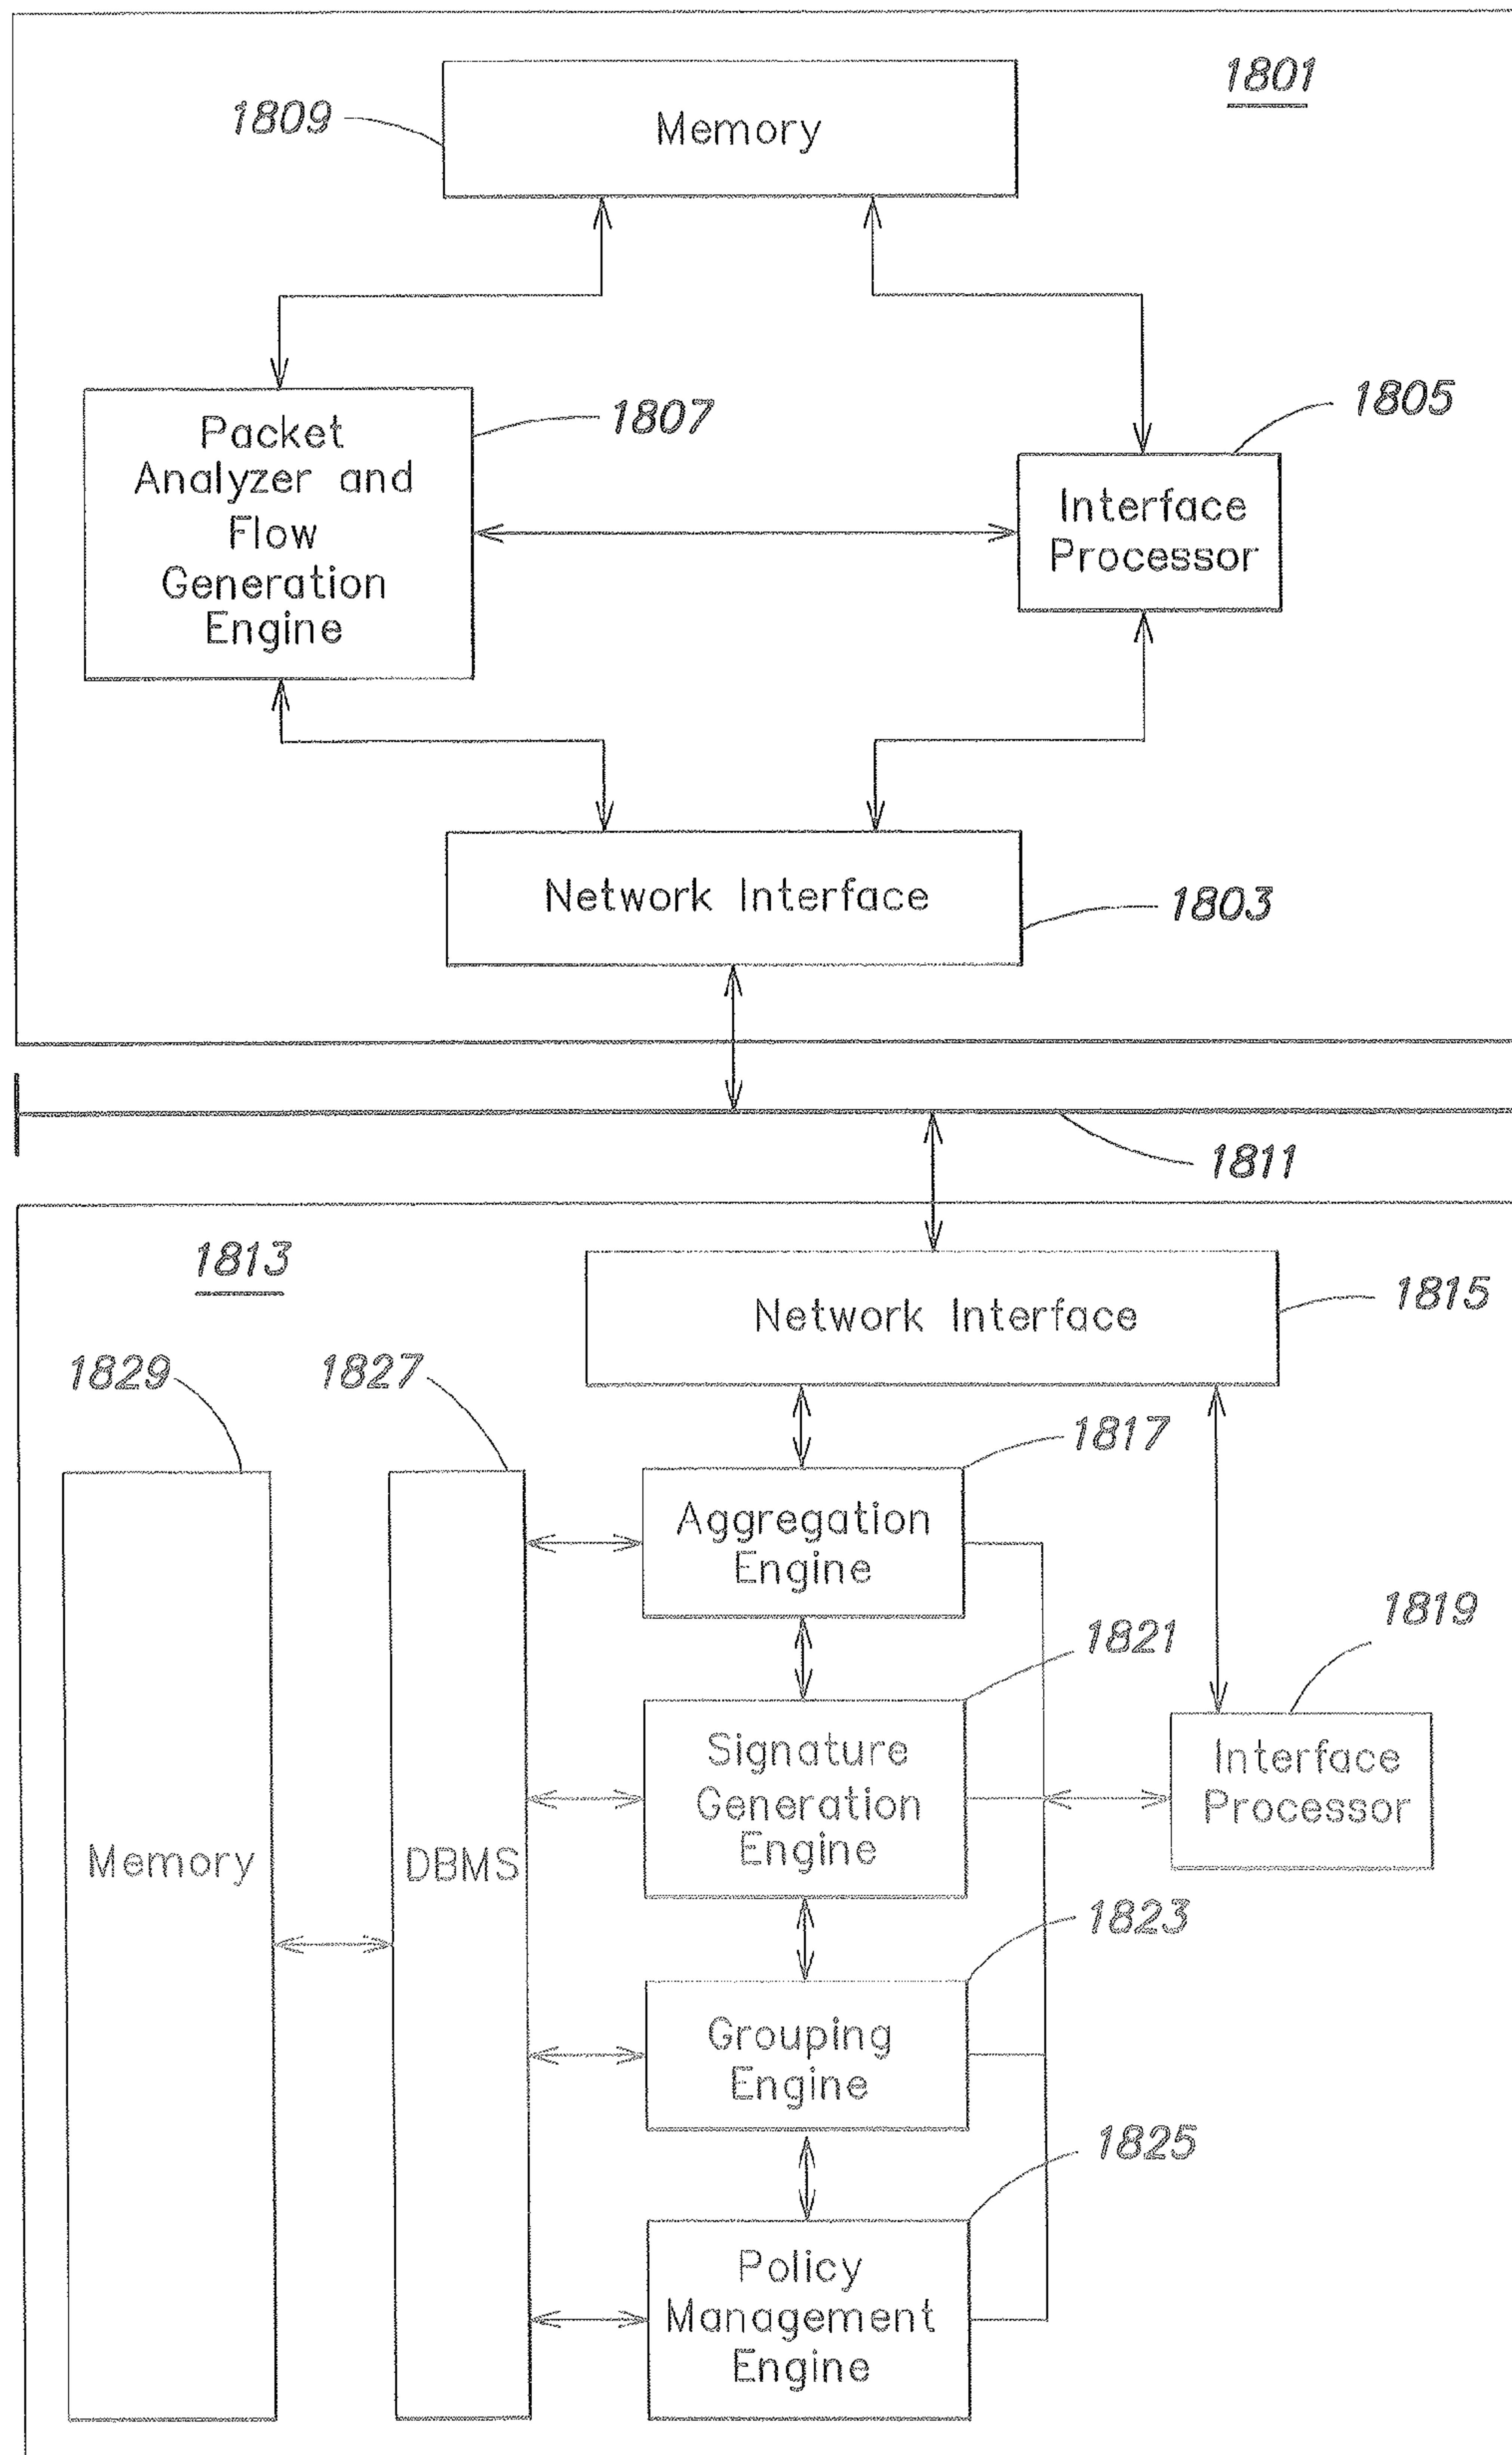 1801
1809
Memory
1805
1807
Packet
Analyzer and
Flow
Generation
Engine
Interface
Processor
Network Interface
1803
1811
1813
Network Interface
1815
1829
1827
1817
Aggregation
Engine
1819
1821
Signature
Generation
Engine
Interface
Processor
Memory
DBMS
1823
Grouping
Engine
1825
Policy
Management
Engine